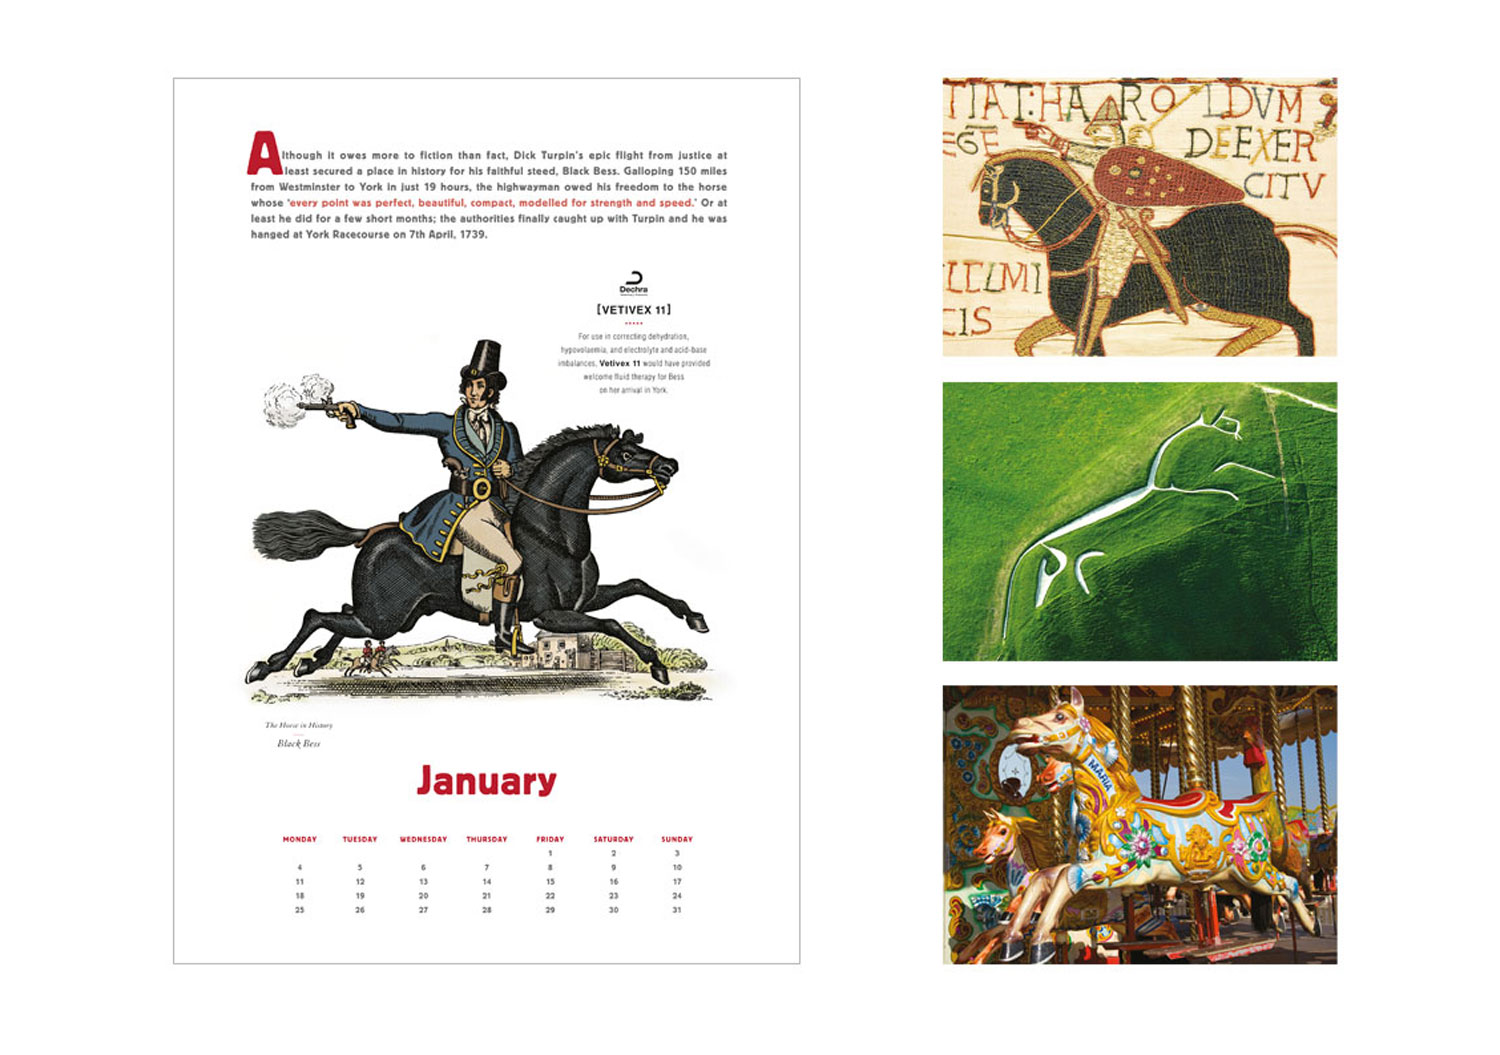 Although it owes more to fiction than fact, Dick Turpin's epic flight from justice at
least secured a place in history for his faithful steed, Black Bess. Galloping 150 miles
from Westminster to York in just 19 hours, the highwayman owed his freedom to the horse
whose 'every point was perfect, beautiful, compact, modelled for strength and speed.' Or at
least he did for a few short months; the authorities finally caught up with Turpin and he was
hanged at York Racecourse on 7th April, 1739.
Dechra
[VETIVEX 11]
For use in correcting dehydration,
hypovolaemia, and electrolyte and acid-base
imbalances, Vetivex 11 would have provided
welcome fluid therapy for Bess
on her arrival in York.
The Horse in History
Black Bess
January
MONDAY TUESDAY WEDNESDAY THURSDAY FRIDAY SATURDAY SUNDAY
1 2 3
4 5 6 7 8 9 10
11 12 13 14 15 16 17
18 19 20 21 22 23 24
25 26 27 28 29 30 31
TIAT:HAROLDVM
EGE DEEXER
CITV
LLELMI
CIS
MARIA